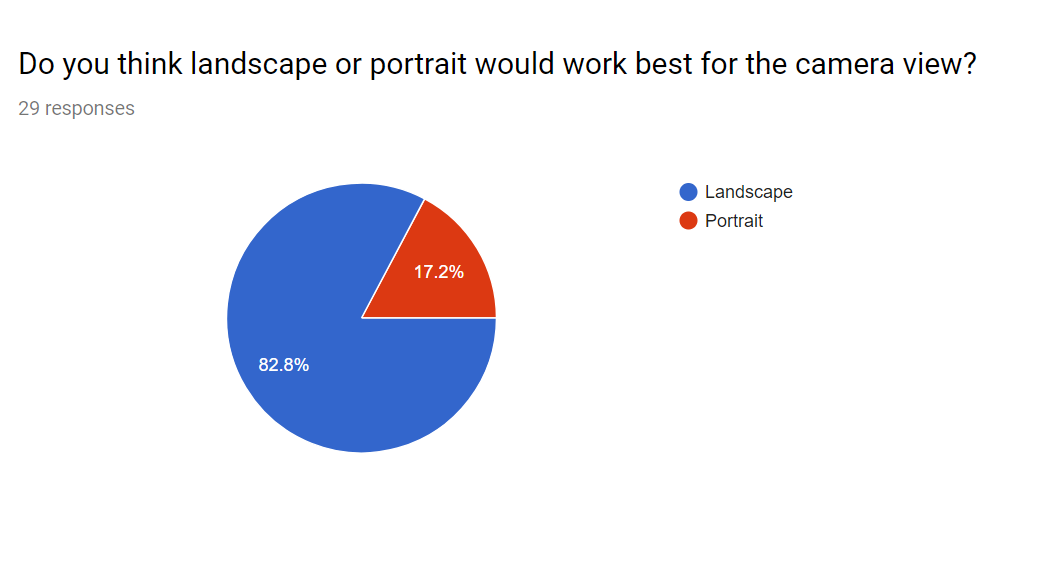 Do you think landscape or portrait would work best for the camera view?
29 responses
Landscape
Portrait
17.2%
82.8%